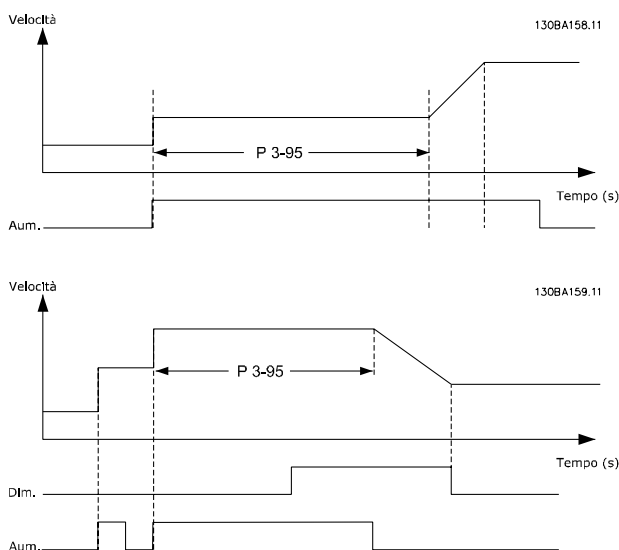 Velocità
130BA158.11
P 3-95
Tempo (s)
Aum.
Velocità
130BA159.11
P 3-95
Tempo (s)
Dim.
Aum.